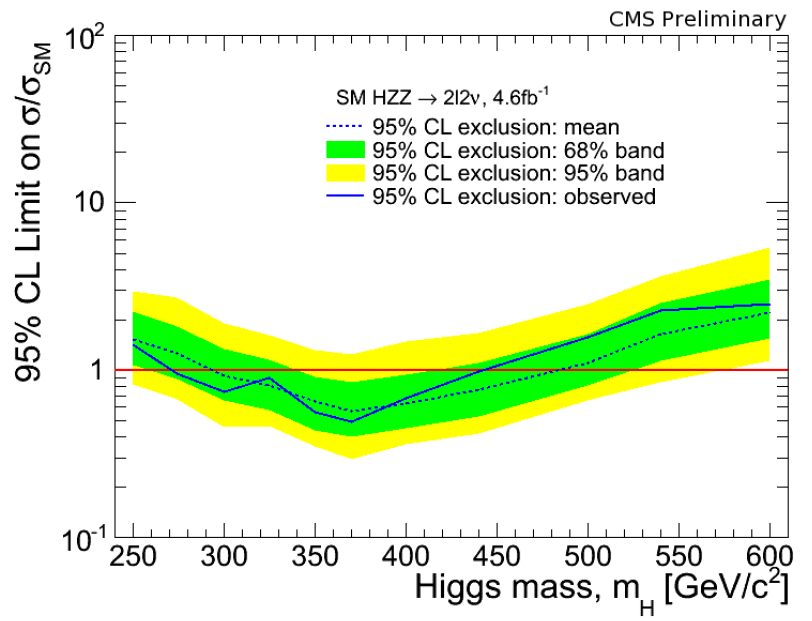 CMS Preliminary
10²
10
1
10⁻¹
95% CL Limit on σ/σ_SM
SM HZZ → 2l2ν, 4.6fb⁻¹
95% CL exclusion: mean
95% CL exclusion: 68% band
95% CL exclusion: 95% band
95% CL exclusion: observed
250 300 350 400 450 500 550 600
Higgs mass, m_H [GeV/c²]